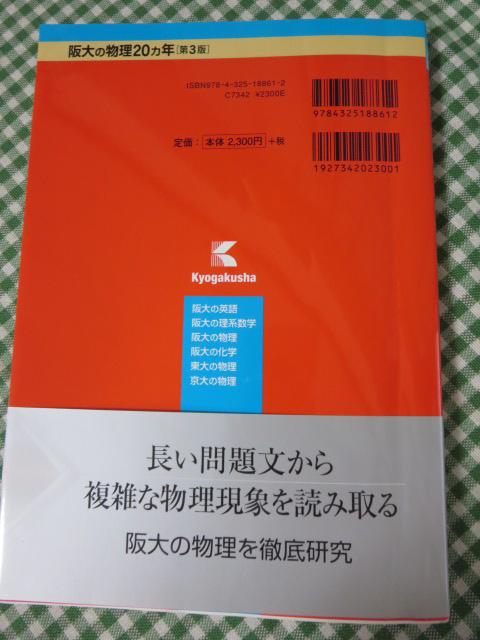 阪大の物理20カ年[第3版]
ISBN978-4-325-18861-2
C7342 ¥2300E
9784325188612
定価：本体 2,300円+税
1927342023001
Kyogakusha
阪大の英語
阪大の理系数学
阪大の物理
阪大の化学
東大の物理
京大の物理
長い問題文から
複雑な物理現象を読み取る
阪大の物理を徹底研究